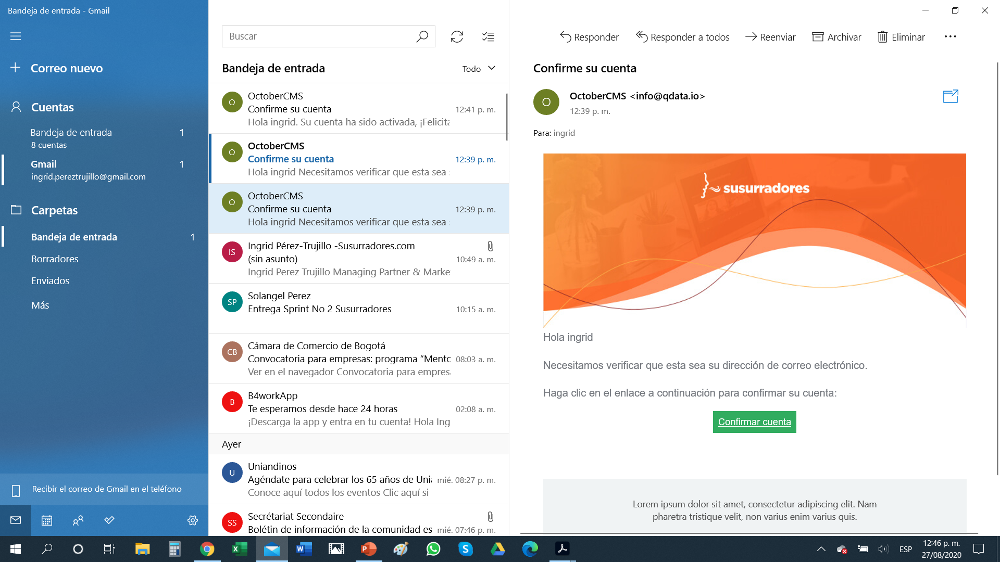 Bandeja de entrada - Gmail
Correo nuevo
Cuentas
Bandeja de entrada 1
8 cuentas
Gmail 1
ingrid.pereztrujillo@gmail.com
Carpetas
Bandeja de entrada 1
Borradores
Enviados
Más
Recibir el correo de Gmail en el teléfono
Buscar
Bandeja de entrada Todo
O OctoberCMS
Confirme su cuenta 12:41 p. m.
Hola ingrid. Su cuenta ha sido activada, ¡Felicita
O OctoberCMS
Confirme su cuenta 12:39 p. m.
Hola ingrid Necesitamos verificar que esta sea
O OctoberCMS
Confirme su cuenta 12:39 p. m.
Hola ingrid Necesitamos verificar que esta sea
IS Ingrid Pérez-Trujillo -Susurradores.com
(sin asunto) 10:49 a. m.
Ingrid Perez Trujillo Managing Partner & Marke
SP Solangel Perez
Entrega Sprint No 2 Susurradores 10:15 a. m.
CB Cámara de Comercio de Bogotá
Convocatoria para empresas: programa “Mento 08:03 a. m.
Ver en el navegador Convocatoria para empres
B B4workApp
Te esperamos desde hace 24 horas 02:08 a. m.
¡Descarga la app y entra en tu cuenta! Hola Ing
Ayer
U Uniandinos
Agéndate para celebrar los 65 años de Uni mié. 08:27 p. m.
Conoce aquí todos los eventos Clic aquí si
SS Secrétariat Secondaire
Bolétin de información de la comunidad es mié. 07:46 p. m.
Responder Responder a todos Reenviar Archivar Eliminar
Confirme su cuenta
O OctoberCMS <info@qdata.io>
12:39 p. m.
Para: ingrid
susurradores
Hola ingrid
Necesitamos verificar que esta sea su dirección de correo electrónico.
Haga clic en el enlace a continuación para confirmar su cuenta:
Confirmar cuenta
Lorem ipsum dolor sit amet, consectetur adipiscing elit. Nam
pharetra tristique velit, non varius enim varius quis.
ESP
12:46 p. m.
27/08/2020